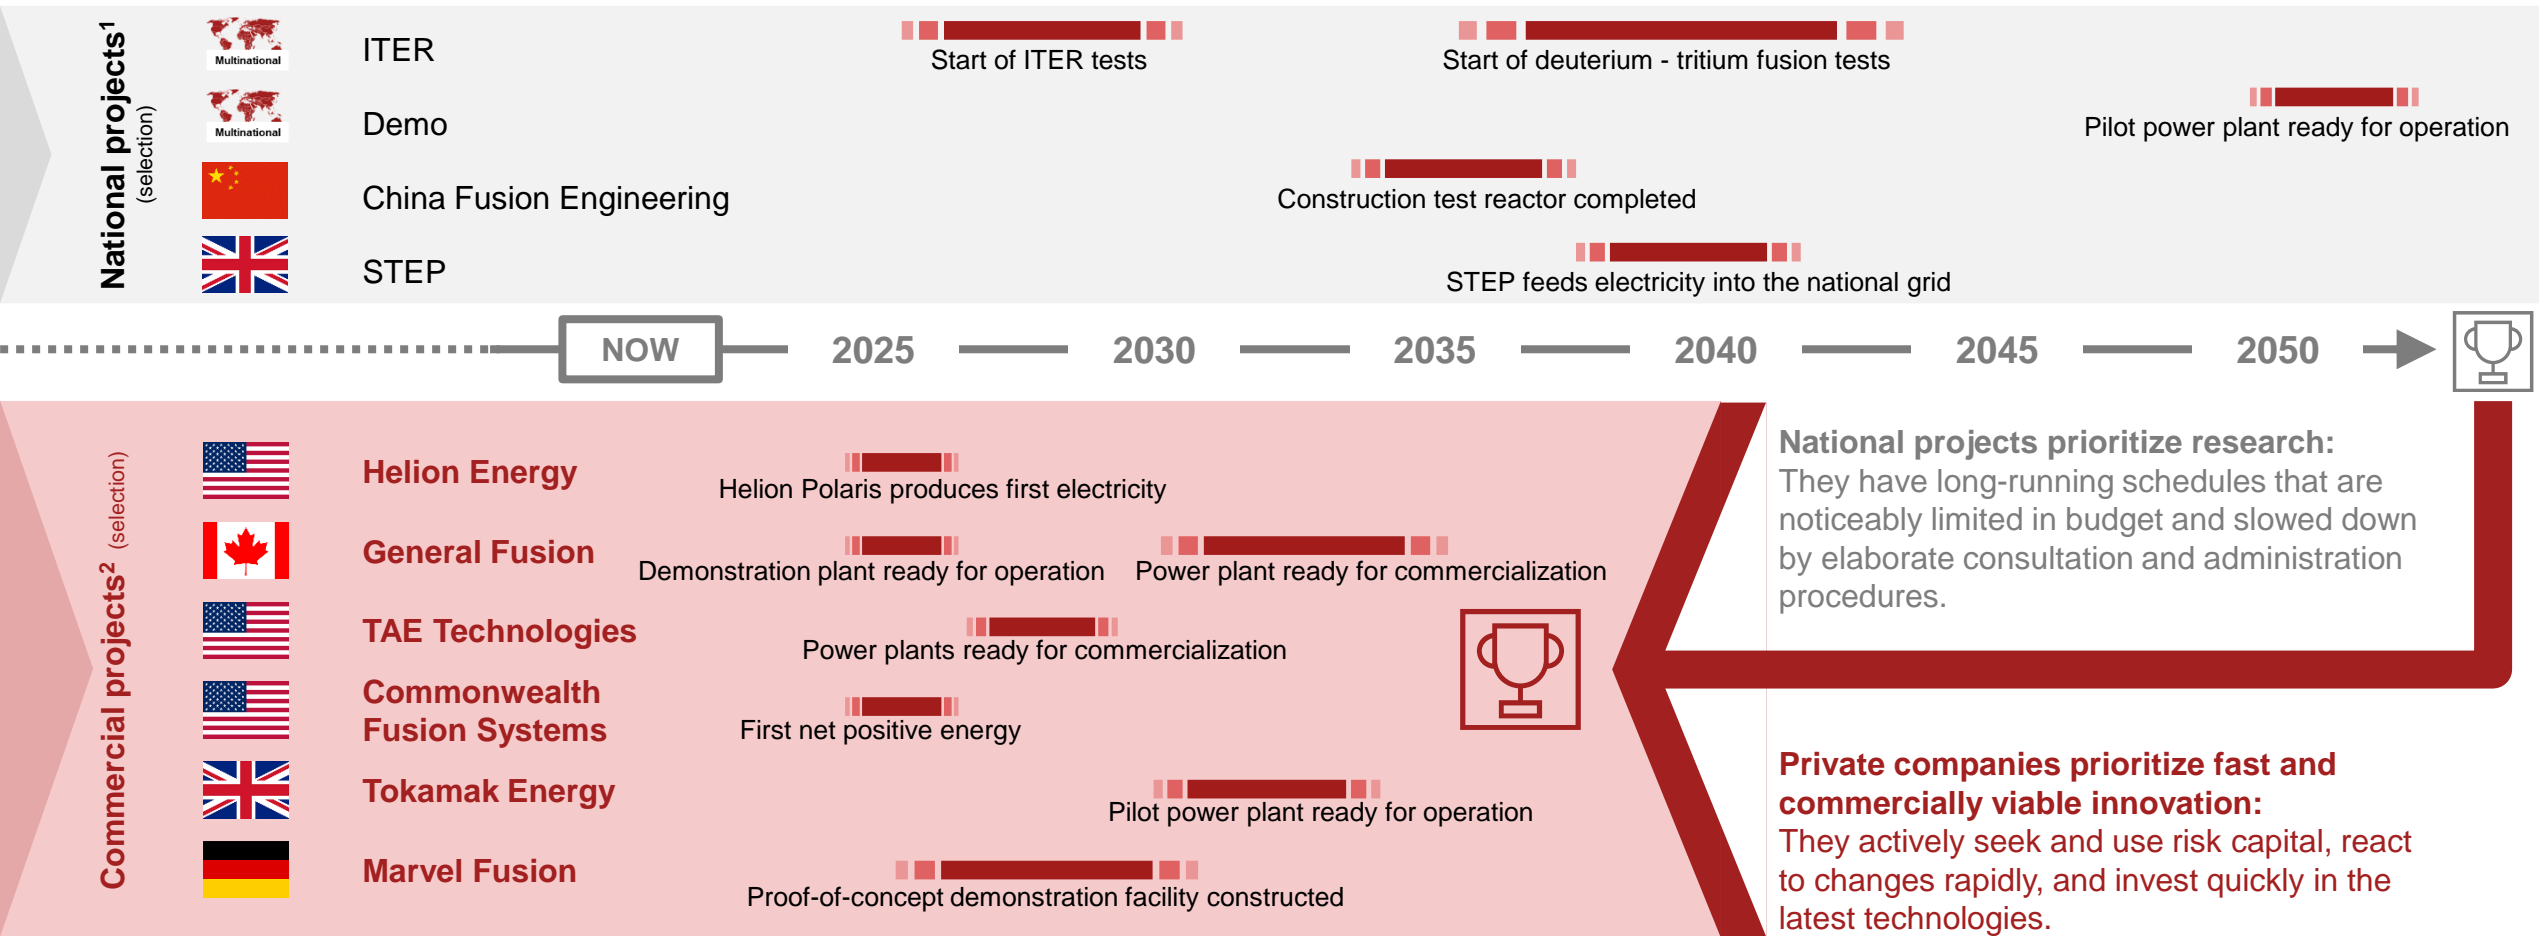 National projects¹
(selection)
Multinational
ITER
Start of ITER tests
Start of deuterium - tritium fusion tests
Multinational
Demo
Pilot power plant ready for operation
China Fusion Engineering
Construction test reactor completed
STEP
STEP feeds electricity into the national grid
NOW 2025 2030 2035 2040 2045 2050
Commercial projects² (selection)
Helion Energy
Helion Polaris produces first electricity
General Fusion
Demonstration plant ready for operation
Power plant ready for commercialization
TAE Technologies
Power plants ready for commercialization
Commonwealth
Fusion Systems
First net positive energy
Tokamak Energy
Pilot power plant ready for operation
Marvel Fusion
Proof-of-concept demonstration facility constructed
National projects prioritize research:
They have long-running schedules that are
noticeably limited in budget and slowed down
by elaborate consultation and administration
procedures.
Private companies prioritize fast and
commercially viable innovation:
They actively seek and use risk capital, react
to changes rapidly, and invest quickly in the
latest technologies.